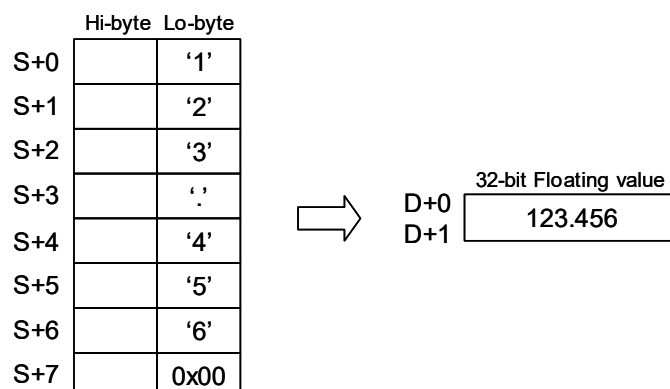 Hi-byte Lo-byte
S+0 ‘1’
S+1 ‘2’
S+2 ‘3’
S+3 ‘.’
S+4 ‘4’
S+5 ‘5’
S+6 ‘6’
S+7 0x00
32-bit Floating value
D+0
D+1
123.456